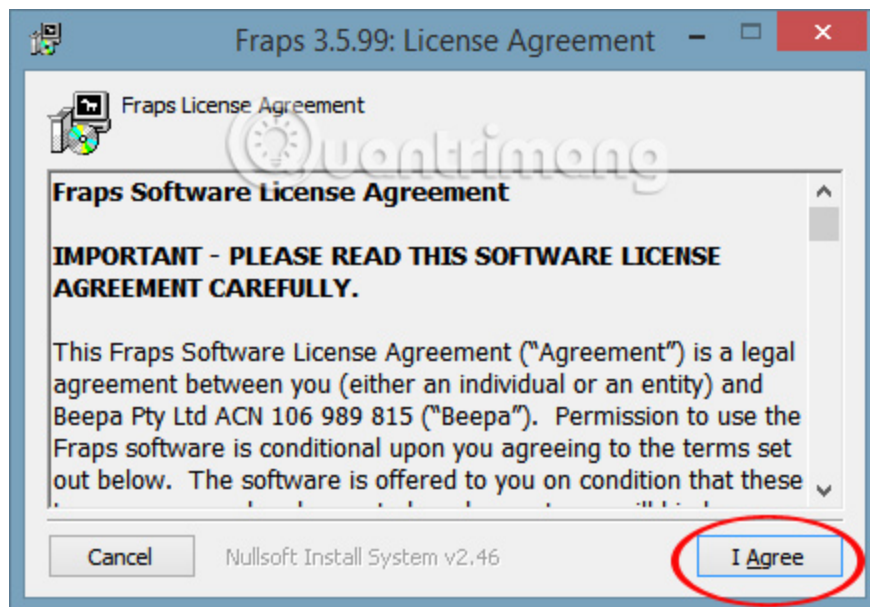 Fraps 3.5.99: License Agreement
Fraps License Agreement
Quantrimang
Fraps Software License Agreement
IMPORTANT - PLEASE READ THIS SOFTWARE LICENSE
AGREEMENT CAREFULLY.
This Fraps Software License Agreement ("Agreement") is a legal
agreement between you (either an individual or an entity) and
Beepa Pty Ltd ACN 106 989 815 ("Beepa").  Permission to use the
Fraps software is conditional upon you agreeing to the terms set
out below.  The software is offered to you on condition that these
Cancel
Nullsoft Install System v2.46
I Agree